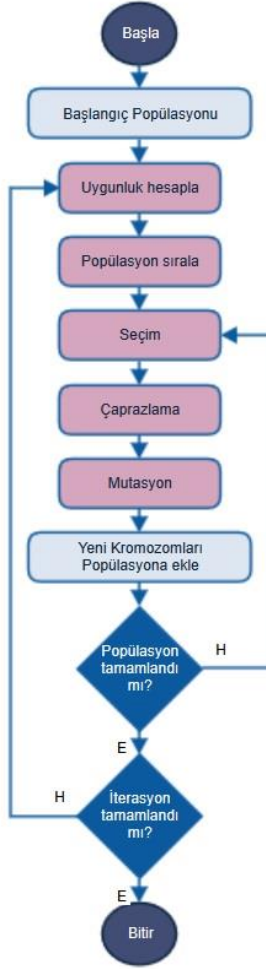 Başla
Başlangıç Popülasyonu
Uygunluk hesapla
Popülasyon sırala
Seçim
Çaprazlama
Mutasyon
Yeni Kromozomları
Popülasyona ekle
Popülasyon
tamamlandı
mı?
H
E
H
İterasyon
tamamlandı
mı?
E
Bitir